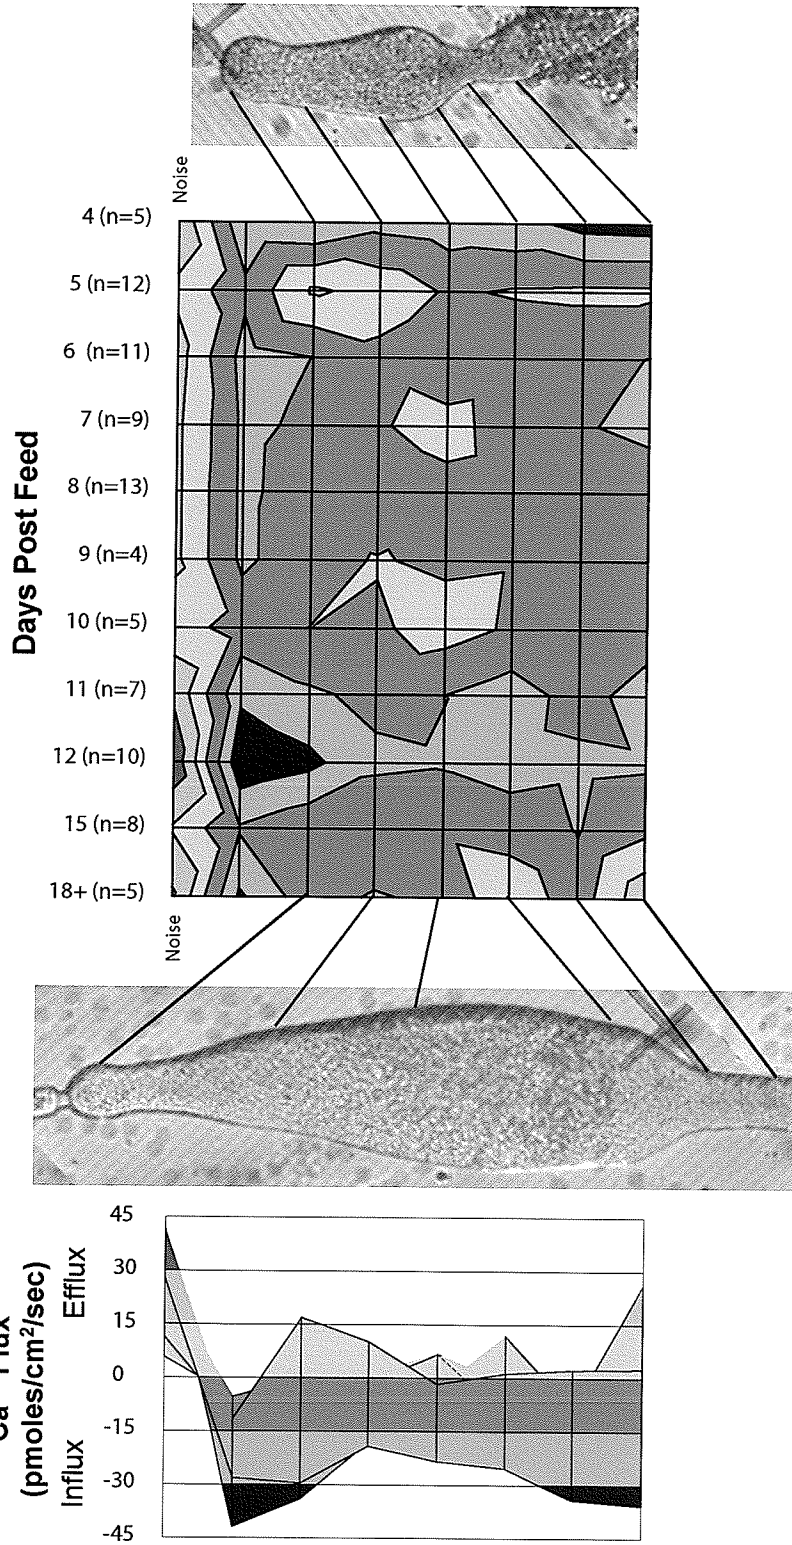 Noise
4 (n=5)
5 (n=12)
6 (n=11)
7 (n=9)
8 (n=13)
9 (n=4)
10 (n=5)
11 (n=7)
12 (n=10)
15 (n=8)
18+ (n=5)
Days Post Feed
Noise
45
30
15
0
-15
-30
-45
Efflux
Influx
(pmoles/cm²/sec)